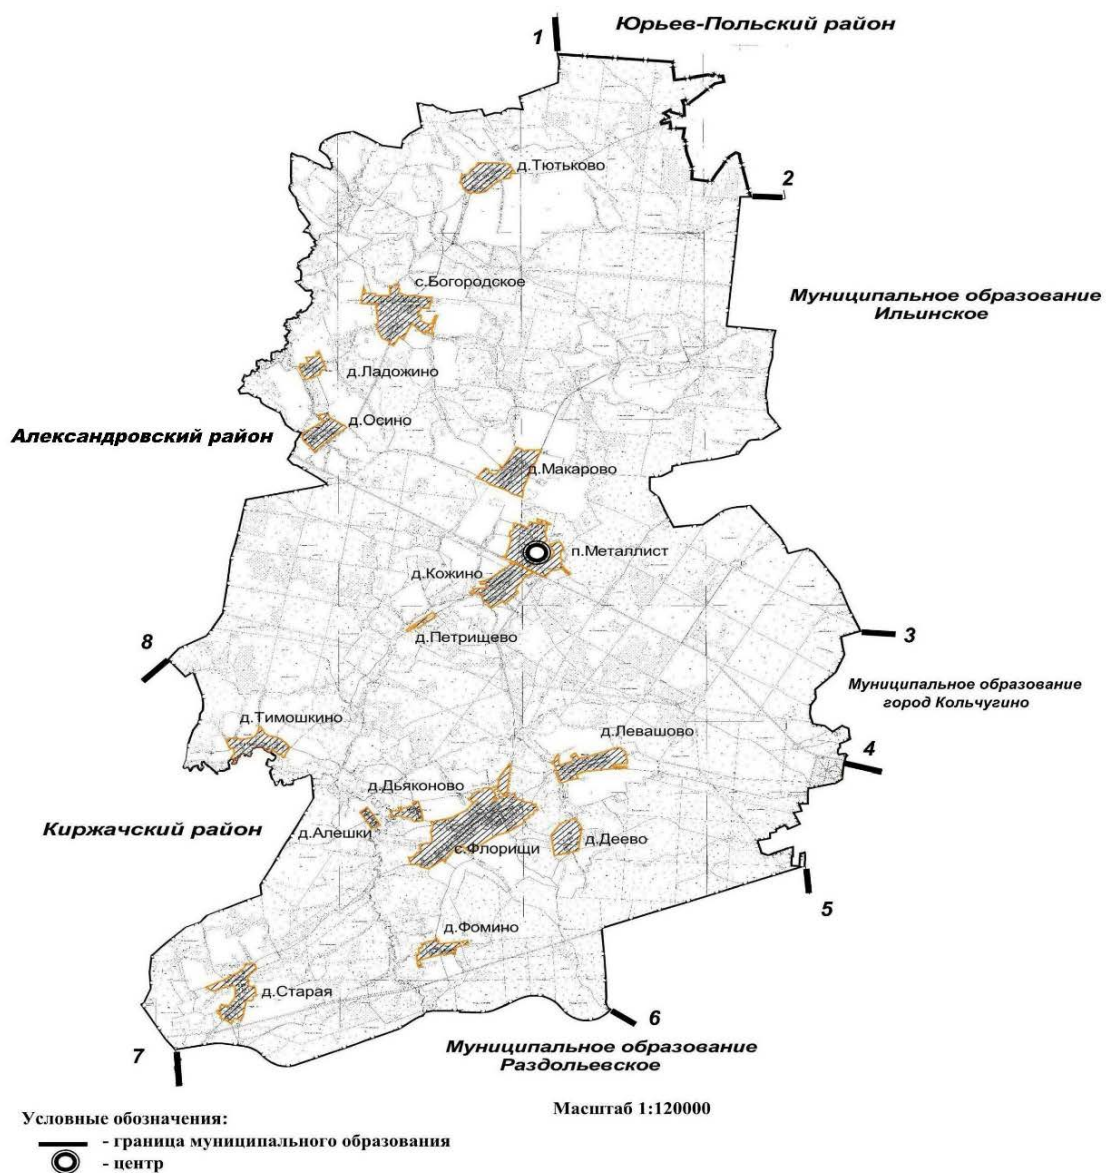 Юрьев-Польский район
1
2
д.Тютьково
с.Богородское
Муниципальное образование
Ильинское
д.Ладожино
д.Осино
Александровский район
д.Макарово
п.Металлист
д.Кожино
д.Петрищево
3
8
Муниципальное образование
город Кольчугино
д.Тимошкино
д.Левашово
4
д.Дьяконово
Киржачский район
д.Алешки
с.Флорищи
д.Деево
5
д.Фомино
д.Старая
6
7
Муниципальное образование
Раздольевское
Масштаб 1:120000
Условные обозначения:
- граница муниципального образования
- центр